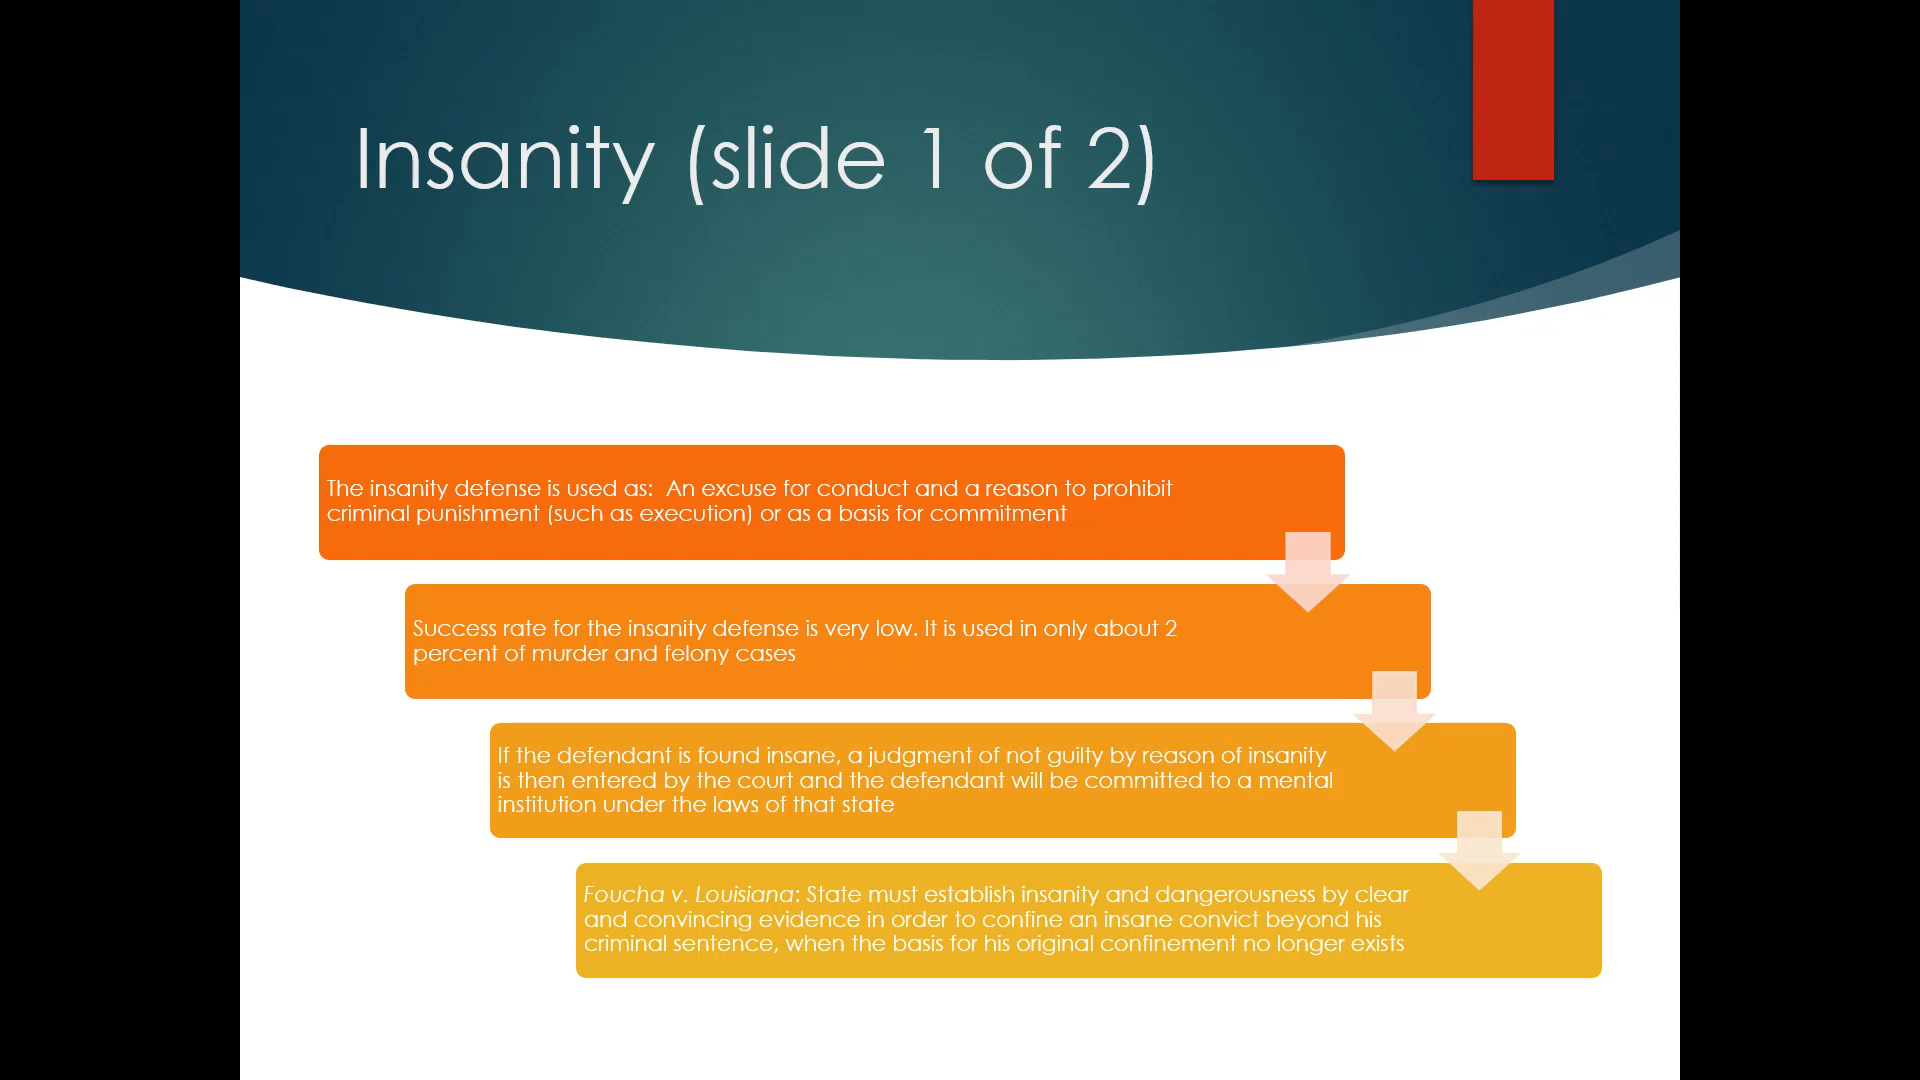 Insanity (slide 1 of 2)
The insanity defense is used as:  An excuse for conduct and a reason to prohibit
criminal punishment (such as execution) or as a basis for commitment
Success rate for the insanity defense is very low. It is used in only about 2
percent of murder and felony cases
If the defendant is found insane, a judgment of not guilty by reason of insanity
is then entered by the court and the defendant will be committed to a mental
institution under the laws of that state
Foucha v. Louisiana: State must establish insanity and dangerousness by clear
and convincing evidence in order to confine an insane convict beyond his
criminal sentence, when the basis for his original confinement no longer exists